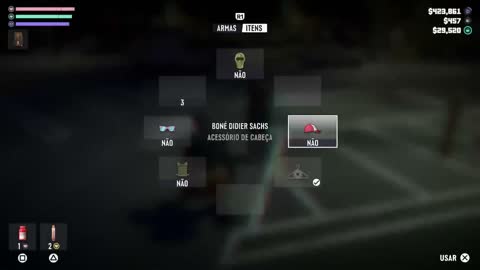 $423,861
$457
$29,520
ARMAS ITENS
NÃO
3
NÃO
BONÉ DIDIER SACHS
ACESSÓRIO DE CABEÇA
NÃO
NÃO
1
2
USAR